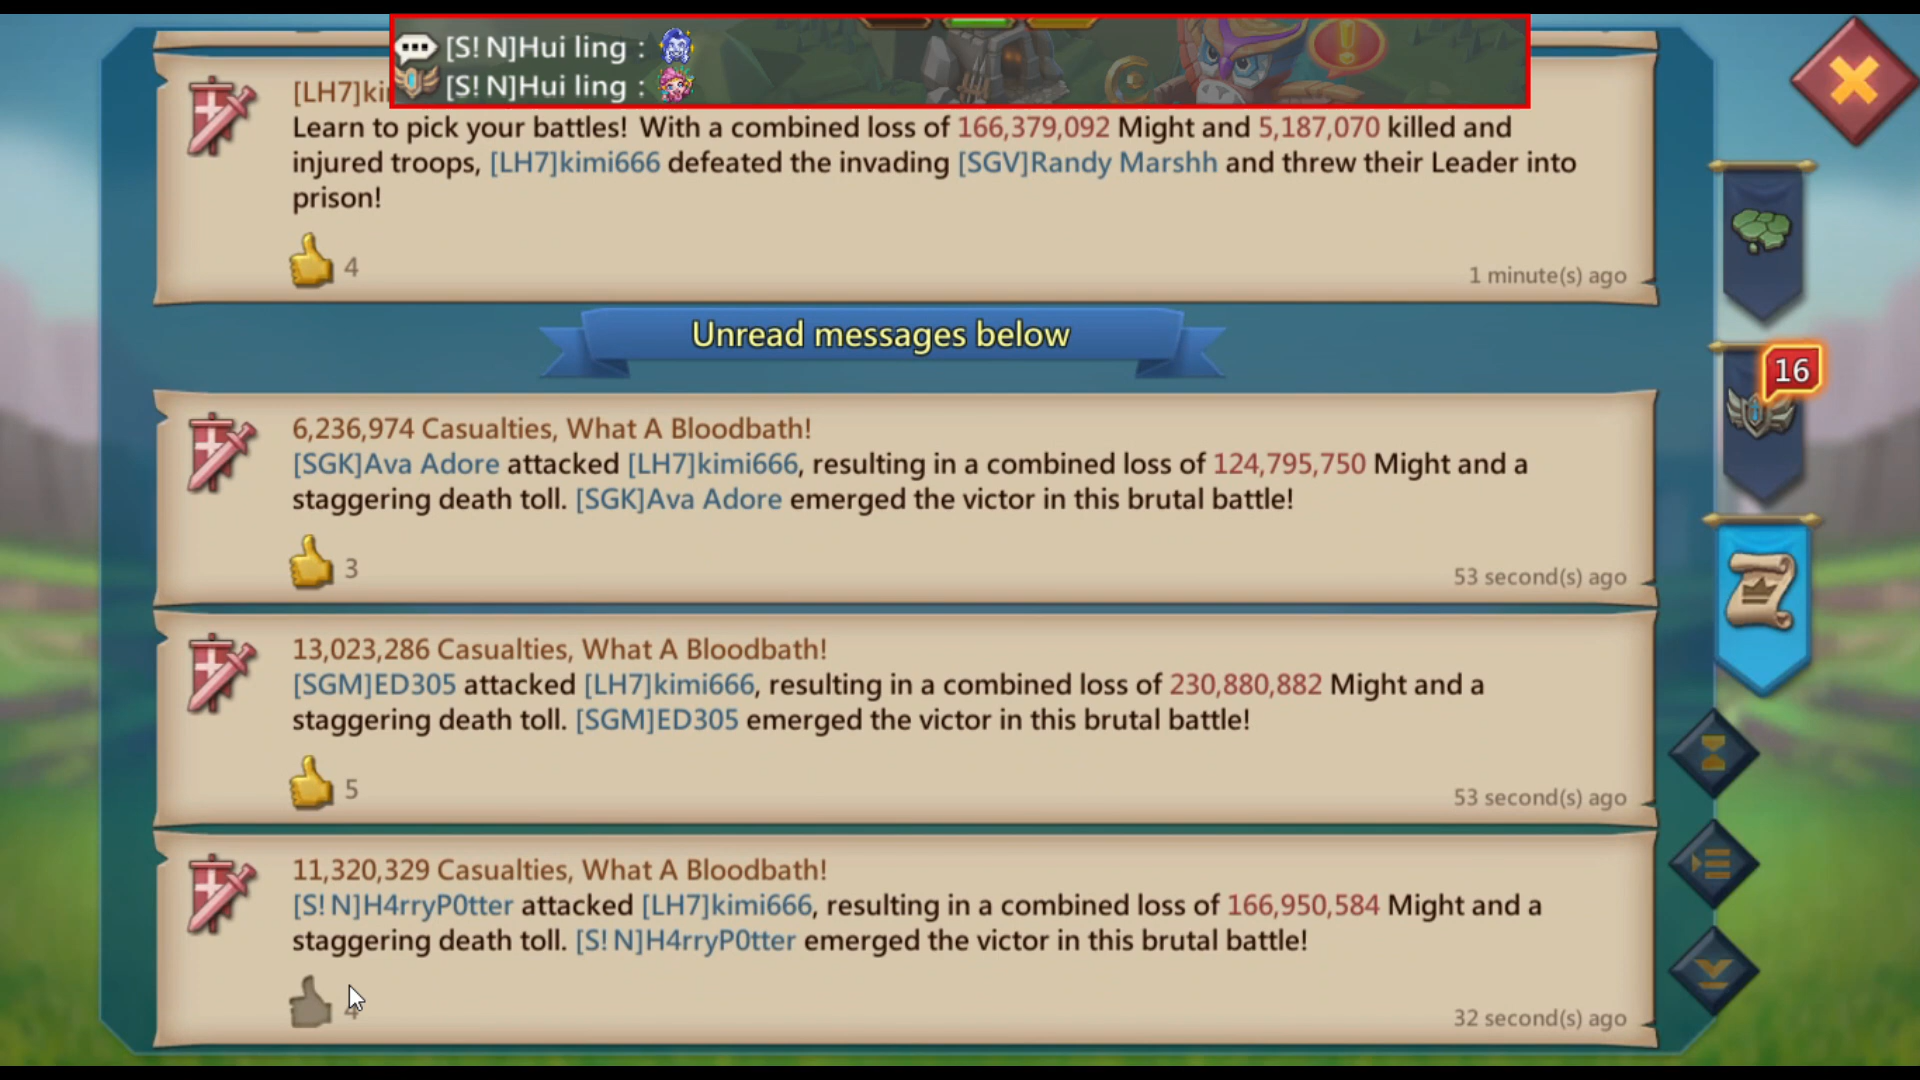 [S! N]Hui ling :
[S! N]Hui ling :
[LH7]
Learn to pick your battles! With a combined loss of 166,379,092 Might and 5,187,070 killed and
injured troops, [LH7]kimi666 defeated the invading [SGV]Randy Marshh and threw their Leader into
prison!
4
1 minute(s) ago
Unread messages below
16
6,236,974 Casualties, What A Bloodbath!
[SGK]Ava Adore attacked [LH7]kimi666, resulting in a combined loss of 124,795,750 Might and a
staggering death toll. [SGK]Ava Adore emerged the victor in this brutal battle!
3
53 second(s) ago
13,023,286 Casualties, What A Bloodbath!
[SGM]ED305 attacked [LH7]kimi666, resulting in a combined loss of 230,880,882 Might and a
staggering death toll. [SGM]ED305 emerged the victor in this brutal battle!
5
53 second(s) ago
11,320,329 Casualties, What A Bloodbath!
[S! N]H4rryP0tter attacked [LH7]kimi666, resulting in a combined loss of 166,950,584 Might and a
staggering death toll. [S! N]H4rryP0tter emerged the victor in this brutal battle!
4
32 second(s) ago